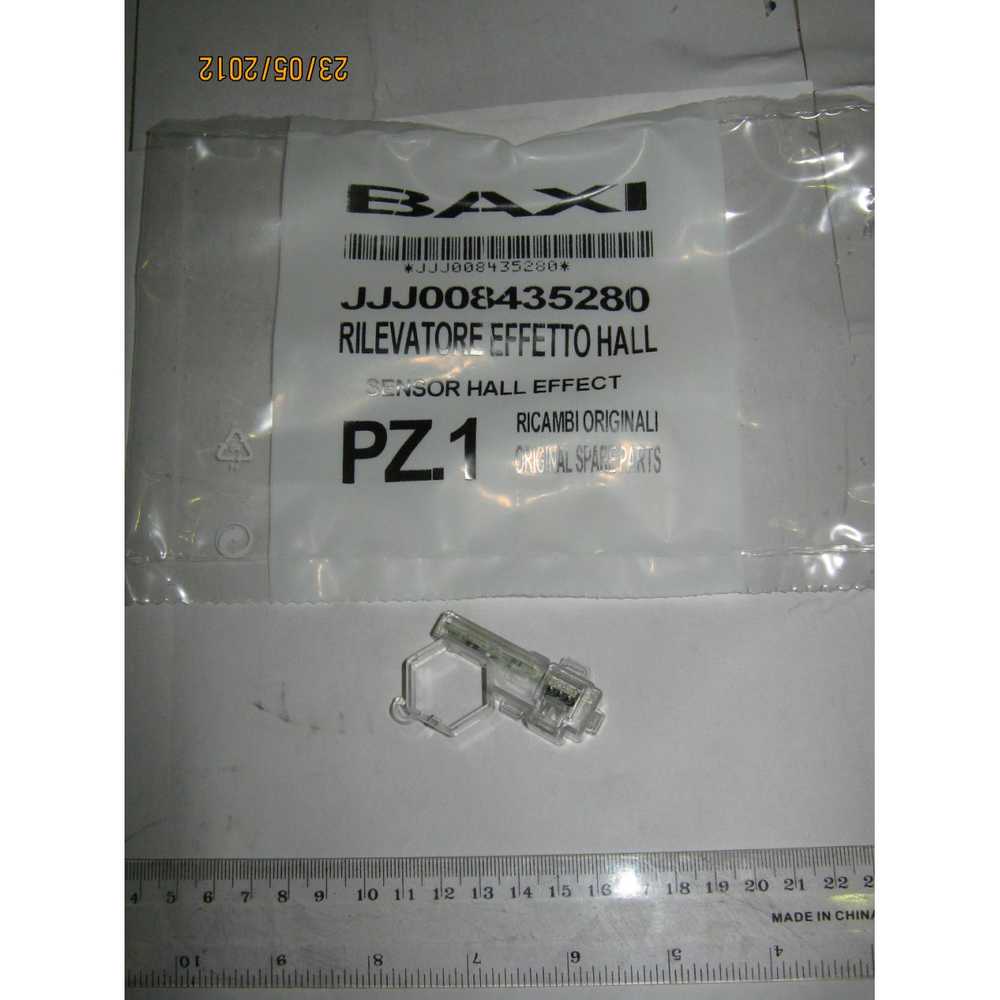 23/05/2012
BAXI
*JJJ008435280*
JJJ008435280
RILEVATORE EFFETTO HALL
SENSOR HALL EFFECT
PZ.1
RICAMBI ORIGINALI
ORIGINAL SPARE PARTS
4 5 6 7 8 9 10 11 12 13 14 15 16 17 18 19 20 21 22
MADE IN CHINA
10 9 8 7 6 5 4